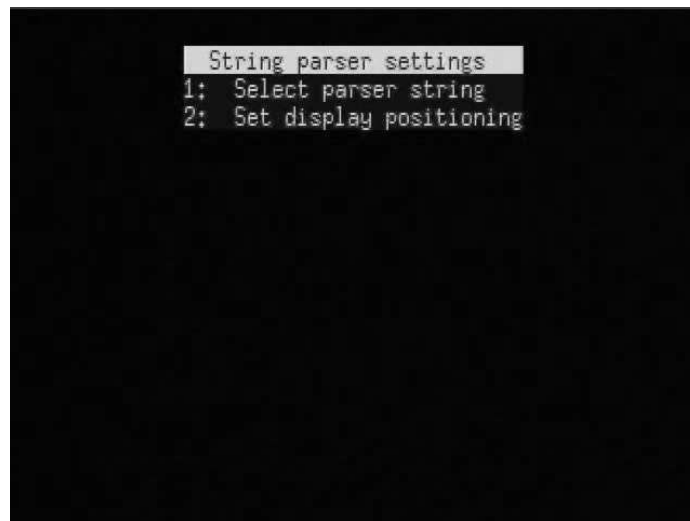 String parser settings
1: Select parser string
2: Set display positioning